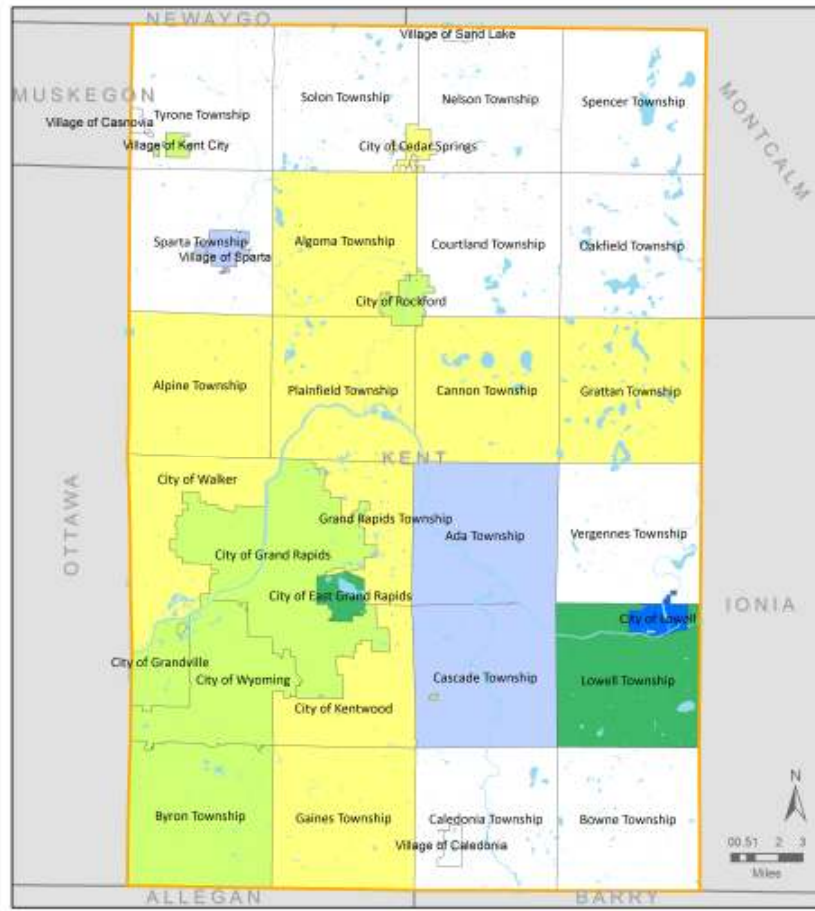 NEWAYGO
Village of Sand Lake
MUSKEGON
MONTCALM
Solon Township
Nelson Township
Spencer Township
Tyrone Township
Village of Casnovia
Village of Kent City
City of Cedar Springs
Sparta Township
Village of Sparta
Algoma Township
Courtland Township
Oakfield Township
City of Rockford
Alpine Township
Plainfield Township
Cannon Township
Grattan Township
KENT
OTTAWA
City of Walker
Grand Rapids Township
Ada Township
Vergennes Township
City of Grand Rapids
City of East Grand Rapids
IONIA
City of Lowell
City of Grandville
City of Wyoming
Cascade Township
Lowell Township
City of Kentwood
N
Byron Township
Gaines Township
Caledonia Township
Bowne Township
Village of Caledonia
00.51 2 3
Miles
ALLEGAN
BARRY